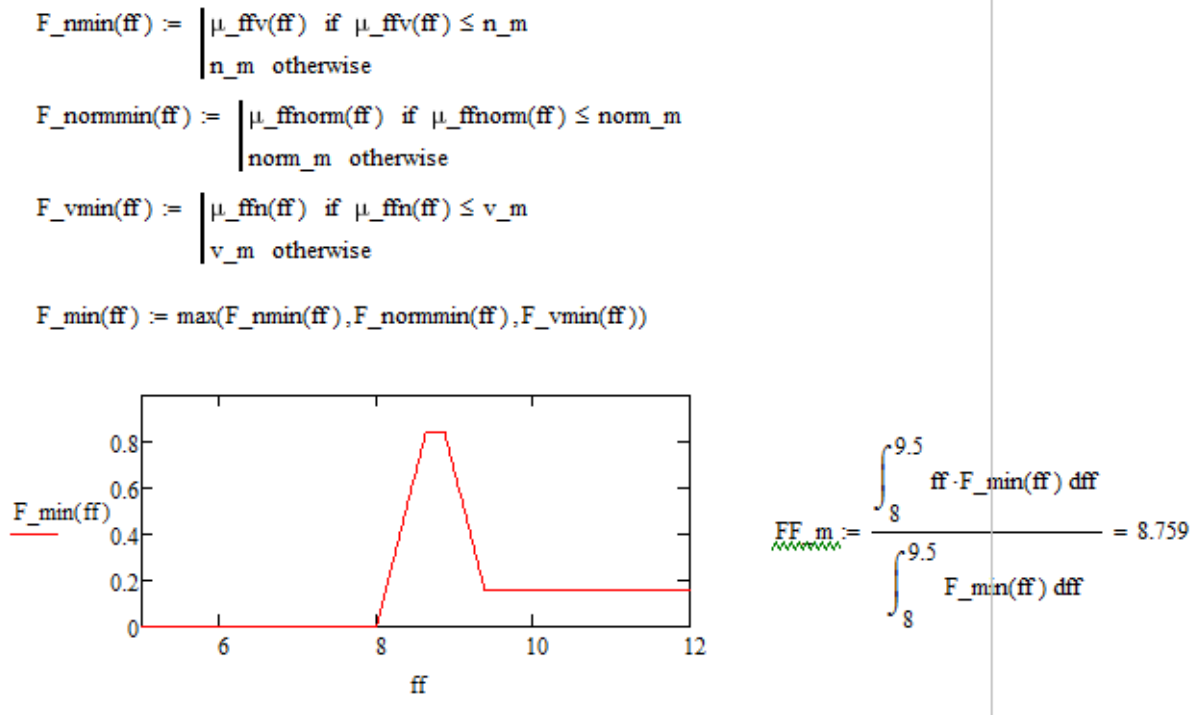 F_nmin(ff) := μ_ffv(ff) if μ_ffv(ff) ≤ n_m
n_m otherwise
F_normmin(ff) := μ_ffnorm(ff) if μ_ffnorm(ff) ≤ norm_m
norm_m otherwise
F_vmin(ff) := μ_ffn(ff) if μ_ffn(ff) ≤ v_m
v_m otherwise
F_min(ff) := max(F_nmin(ff),F_normmin(ff),F_vmin(ff))
0.8
0.6
F_min(ff)
0.4
0.2
0
6 8 10 12
ff
9.5
∫ ff·F_min(ff) dff
8
FF_m := = 8.759
9.5
∫ F_min(ff) dff
8